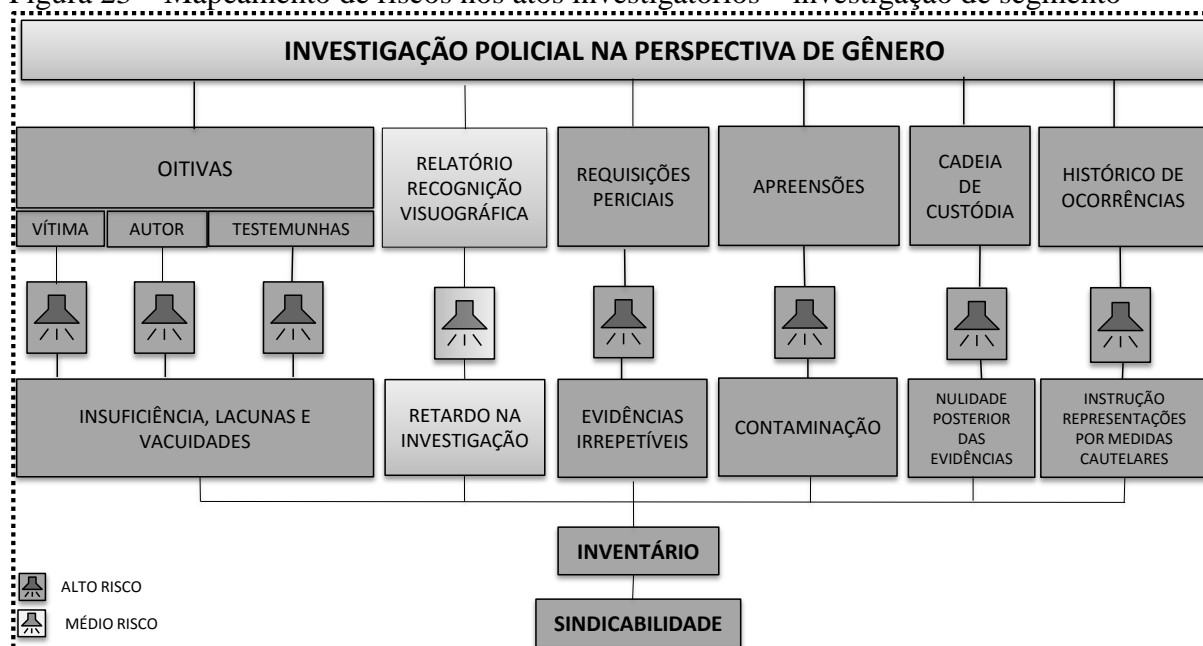 Figura 23 – Mapeamento de riscos nos atos investigatórios – investigação de segmento
INVESTIGAÇÃO POLICIAL NA PERSPECTIVA DE GÊNERO
OITIVAS
VÍTIMA
AUTOR
TESTEMUNHAS
RELATÓRIO
RECOGNIÇÃO
VISUOGRÁFICA
REQUISIÇÕES
PERICIAIS
APREENSÕES
CADEIA
DE
CUSTÓDIA
HISTÓRICO DE
OCORRÊNCIAS
INSUFICIÊNCIA, LACUNAS E
VACUIDADES
RETARDO NA
INVESTIGAÇÃO
EVIDÊNCIAS
IRREPETÍVEIS
CONTAMINAÇÃO
NULIDADE
POSTERIOR
DAS
EVIDÊNCIAS
INSTRUÇÃO
REPRESENTAÇÕES
POR MEDIDAS
CAUTELARES
INVENTÁRIO
SINDICABILIDADE
ALTO RISCO
MÉDIO RISCO